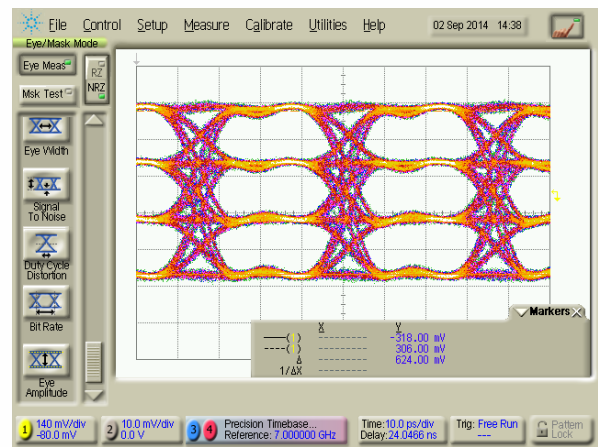 File Control Setup Measure Calibrate Utilities Help 02 Sep 2014 14:38
Eye/Mask Mode
Eye Meas
RZ
NRZ
Msk Test
Eye Width
Signal
To Noise
Duty Cycle
Distortion
Bit Rate
Eye
Amplitude
Markers
X Y
( ) --------- -318.00 mV
----( ) --------- 306.00 mV
Δ --------- 624.00 mV
1/ΔX ---------
1 140 mV/div
-80.0 mV
2 10.0 mV/div
0.0 V
3 4 Precision Timebase...
Reference: 7.000000 GHz
Time:10.0 ps/div
Delay:24.0466 ns
Trig: Free Run
---
Pattern
Lock